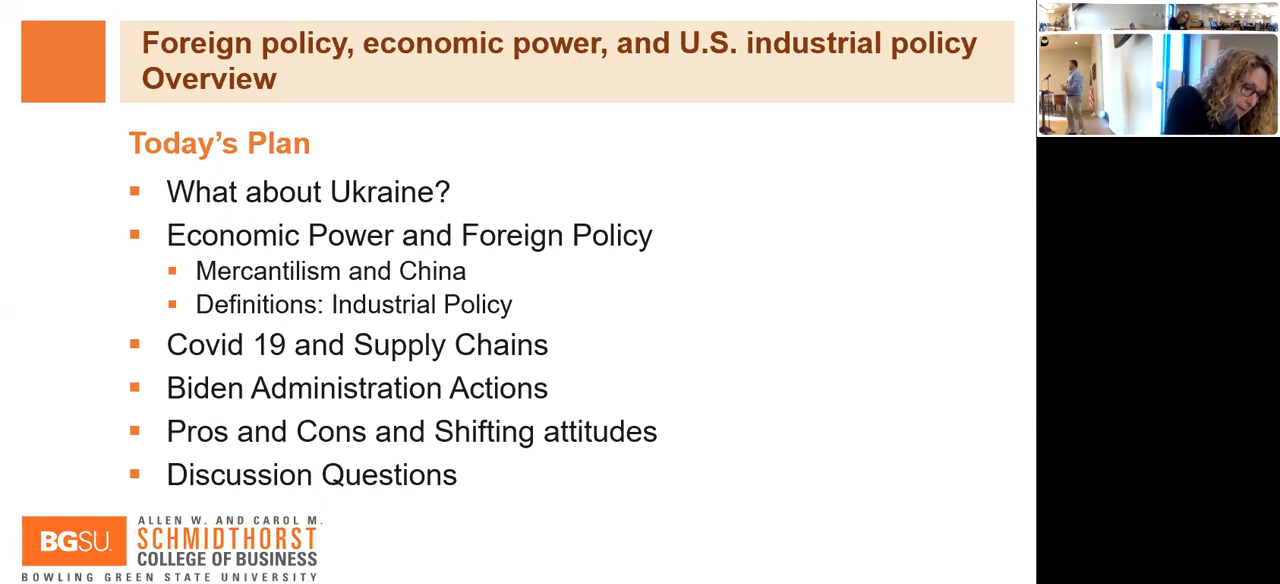 Foreign policy, economic power, and U.S. industrial policy
Overview
Today's Plan
What about Ukraine?
Economic Power and Foreign Policy
Mercantilism and China
Definitions: Industrial Policy
Covid 19 and Supply Chains
Biden Administration Actions
Pros and Cons and Shifting attitudes
Discussion Questions
BGSU
ALLEN W. AND CAROL M.
SCHMIDTHORST
COLLEGE OF BUSINESS
BOWLING GREEN STATE UNIVERSITY